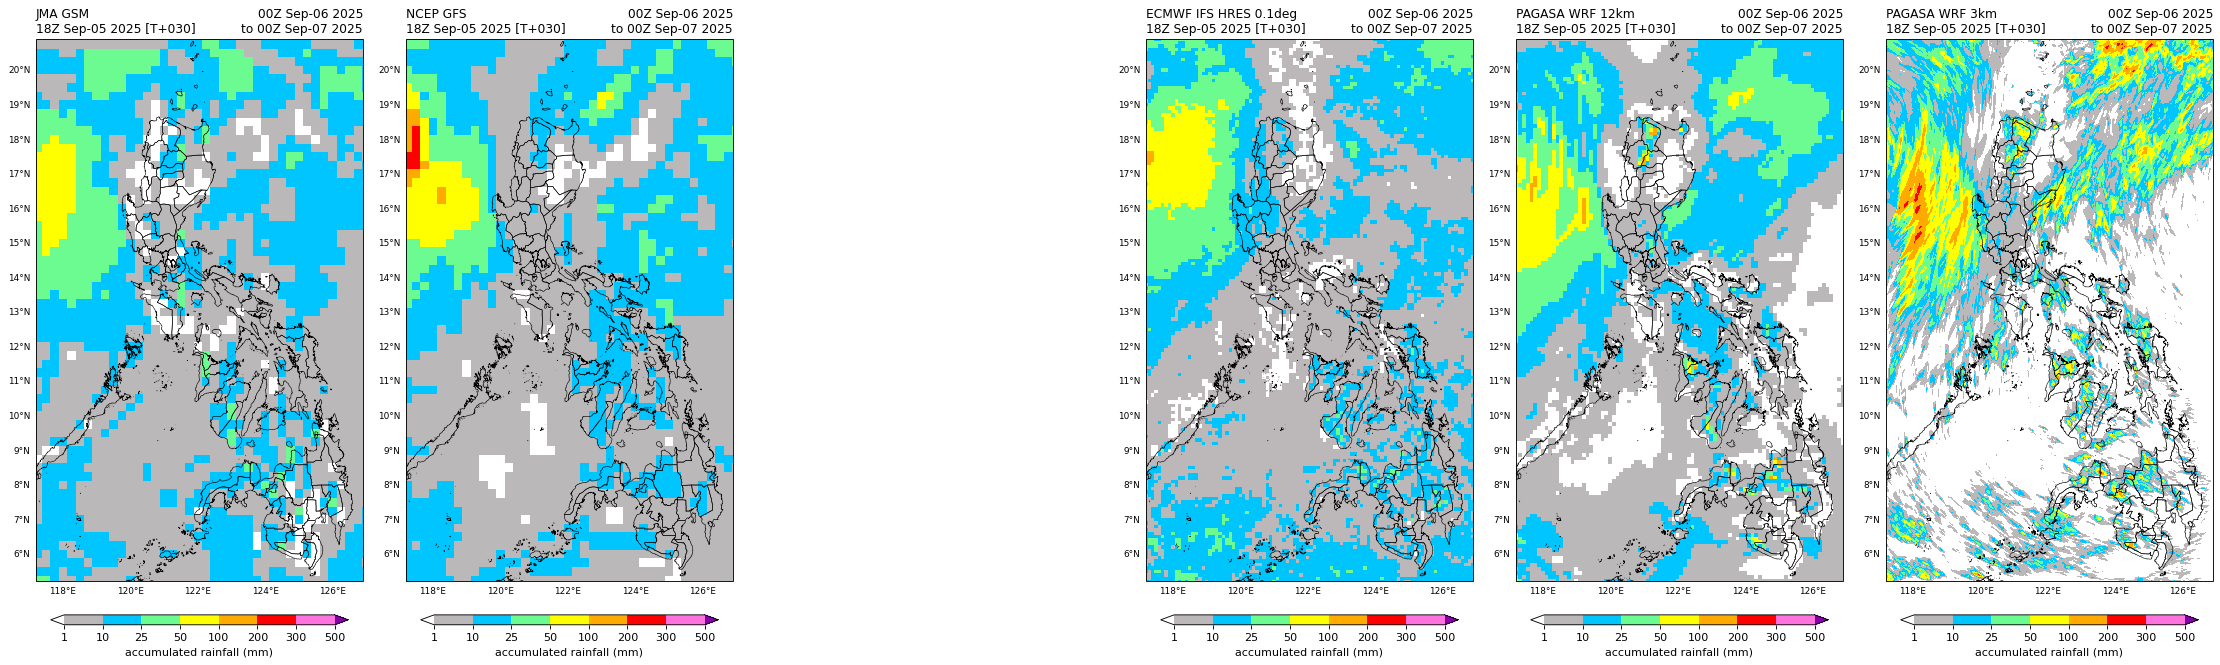 JMA GSM 00Z Sep-06 2025
18Z Sep-05 2025 [T+030] to 00Z Sep-07 2025
20°N
19°N
18°N
17°N
16°N
15°N
14°N
13°N
12°N
11°N
10°N
9°N
8°N
7°N
6°N
118°E 120°E 122°E 124°E 126°E
1 10 25 50 100 200 300 500
accumulated rainfall (mm)
NCEP GFS 00Z Sep-06 2025
18Z Sep-05 2025 [T+030] to 00Z Sep-07 2025
20°N
19°N
18°N
17°N
16°N
15°N
14°N
13°N
12°N
11°N
10°N
9°N
8°N
7°N
6°N
118°E 120°E 122°E 124°E 126°E
1 10 25 50 100 200 300 500
accumulated rainfall (mm)
ECMWF IFS HRES 0.1deg 00Z Sep-06 2025
18Z Sep-05 2025 [T+030] to 00Z Sep-07 2025
20°N
19°N
18°N
17°N
16°N
15°N
14°N
13°N
12°N
11°N
10°N
9°N
8°N
7°N
6°N
118°E 120°E 122°E 124°E 126°E
1 10 25 50 100 200 300 500
accumulated rainfall (mm)
PAGASA WRF 12km 00Z Sep-06 2025
18Z Sep-05 2025 [T+030] to 00Z Sep-07 2025
20°N
19°N
18°N
17°N
16°N
15°N
14°N
13°N
12°N
11°N
10°N
9°N
8°N
7°N
6°N
118°E 120°E 122°E 124°E 126°E
1 10 25 50 100 200 300 500
accumulated rainfall (mm)
PAGASA WRF 3km 00Z Sep-06 2025
18Z Sep-05 2025 [T+030] to 00Z Sep-07 2025
20°N
19°N
18°N
17°N
16°N
15°N
14°N
13°N
12°N
11°N
10°N
9°N
8°N
7°N
6°N
118°E 120°E 122°E 124°E 126°E
1 10 25 50 100 200 300 500
accumulated rainfall (mm)